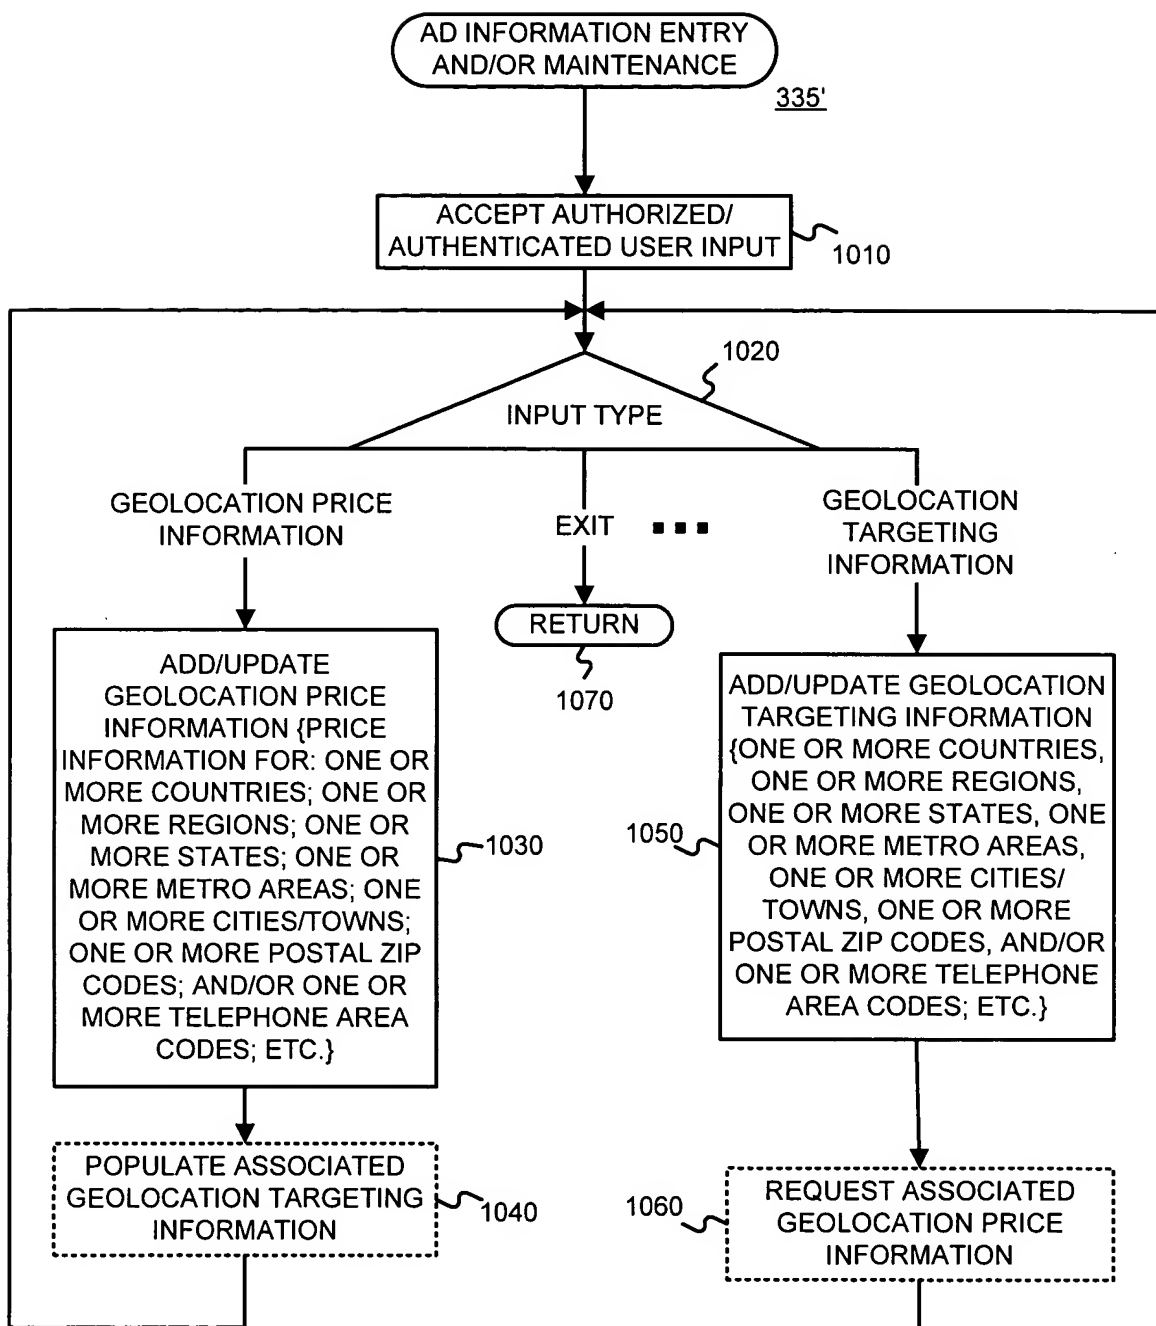 AD INFORMATION ENTRY
AND/OR MAINTENANCE
335'
ACCEPT AUTHORIZED/
AUTHENTICATED USER INPUT
1010
1020
INPUT TYPE
GEOLOCATION PRICE
INFORMATION
EXIT
GEOLOCATION
TARGETING
INFORMATION
RETURN
1070
ADD/UPDATE
GEOLOCATION PRICE
INFORMATION {PRICE
INFORMATION FOR: ONE OR
MORE COUNTRIES; ONE OR
MORE REGIONS; ONE OR
MORE STATES; ONE OR
MORE METRO AREAS; ONE
OR MORE CITIES/TOWNS;
ONE OR MORE POSTAL ZIP
CODES; AND/OR ONE OR
MORE TELEPHONE AREA
CODES; ETC.}
1030
ADD/UPDATE GEOLOCATION
TARGETING INFORMATION
{ONE OR MORE COUNTRIES,
ONE OR MORE REGIONS,
ONE OR MORE STATES, ONE
OR MORE METRO AREAS,
ONE OR MORE CITIES/
TOWNS, ONE OR MORE
POSTAL ZIP CODES, AND/OR
ONE OR MORE TELEPHONE
AREA CODES; ETC.}
1050
POPULATE ASSOCIATED
GEOLOCATION TARGETING
INFORMATION
1040
REQUEST ASSOCIATED
GEOLOCATION PRICE
INFORMATION
1060